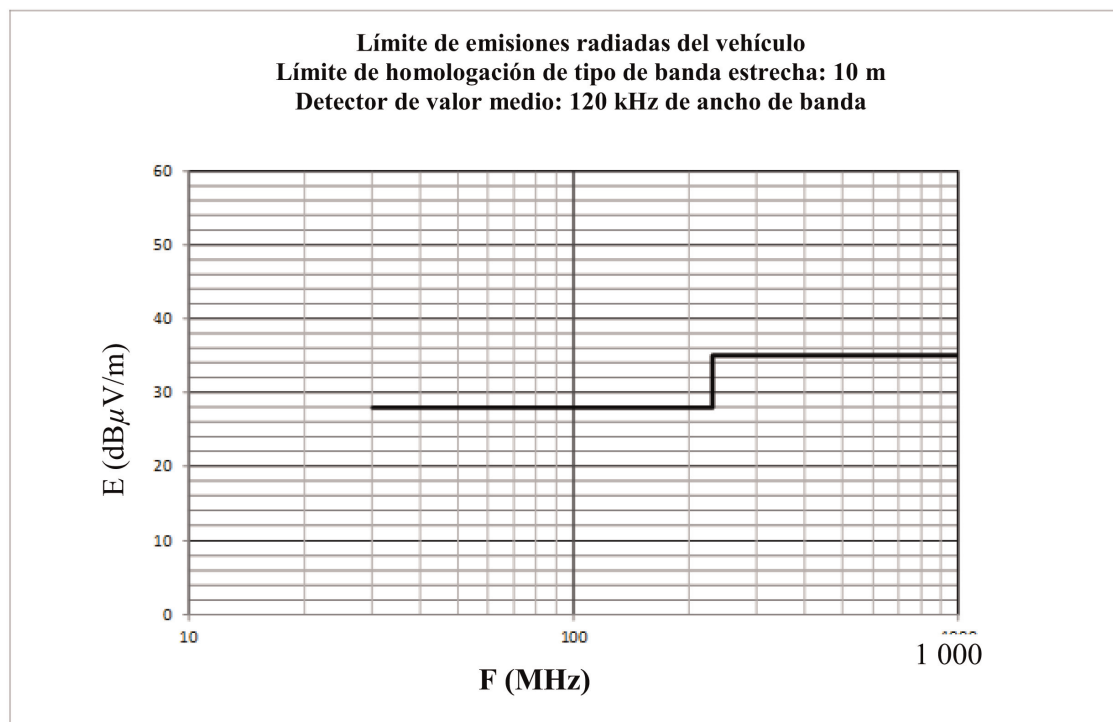 Límite de emisiones radiadas del vehículo
Límite de homologación de tipo de banda estrecha: 10 m
Detector de valor medio: 120 kHz de ancho de banda
60
50
40
30
20
10
0
E (dBµV/m)
10
100
1 000
F (MHz)